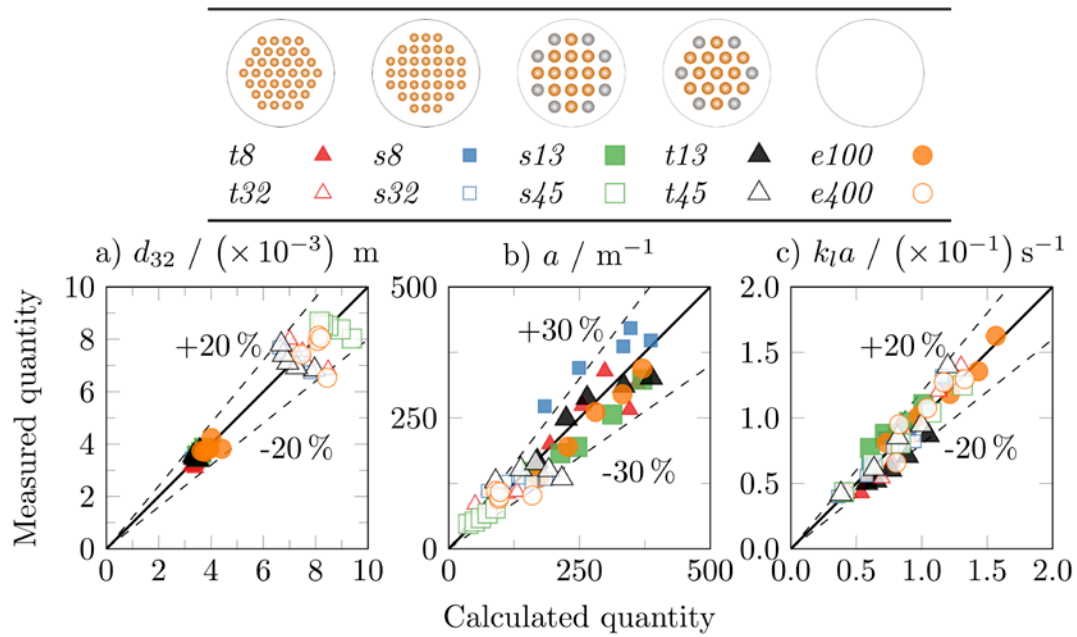 t8 s8 s13 t13 e100
t32 s32 s45 t45 e400
a) d₃₂ / (× 10⁻³) m b) a / m⁻¹ c) kₗa / (× 10⁻¹) s⁻¹
Measured quantity
10
8
6
4
2
0
+20 %
-20 %
0 2 4 6 8 10
500
250
0
+30 %
-30 %
0 250 500
2.0
1.5
1.0
0.5
0.0
+20 %
-20 %
0.0 0.5 1.0 1.5 2.0
Calculated quantity